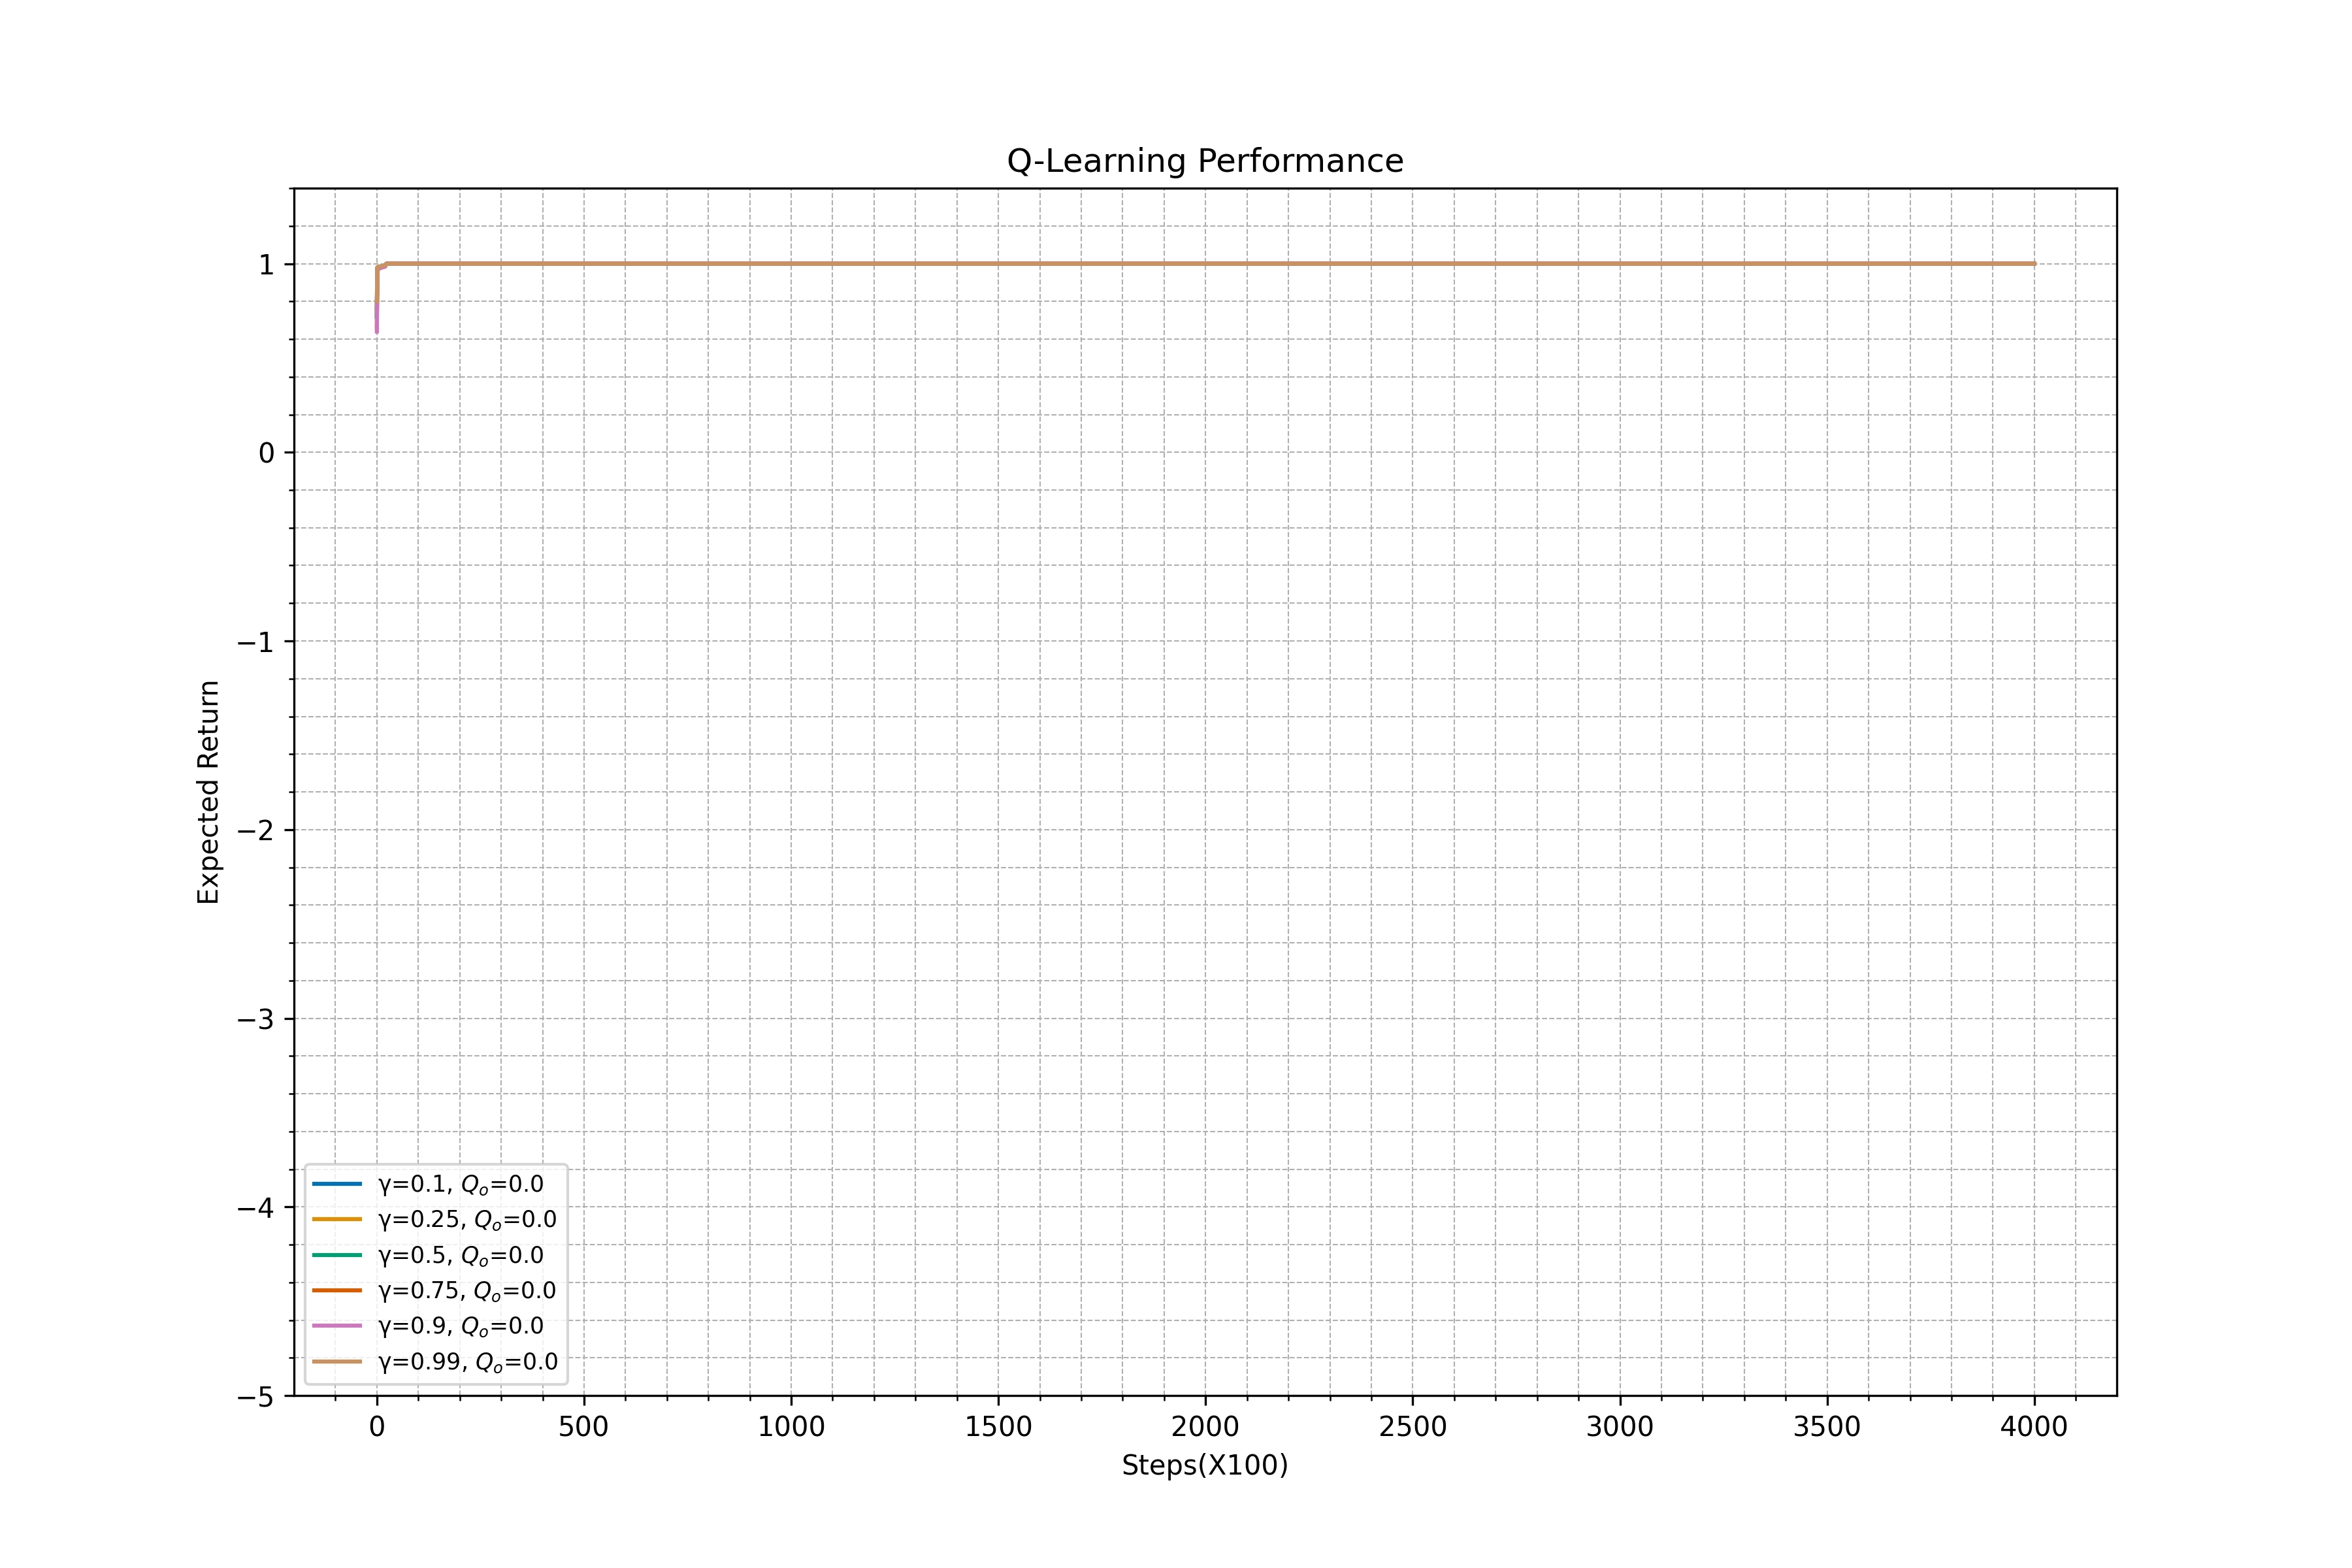 Q-Learning Performance
Expected Return
1
0
−1
−2
−3
−4
−5
γ=0.1, Qo=0.0
γ=0.25, Qo=0.0
γ=0.5, Qo=0.0
γ=0.75, Qo=0.0
γ=0.9, Qo=0.0
γ=0.99, Qo=0.0
0 500 1000 1500 2000 2500 3000 3500 4000
Steps(X100)